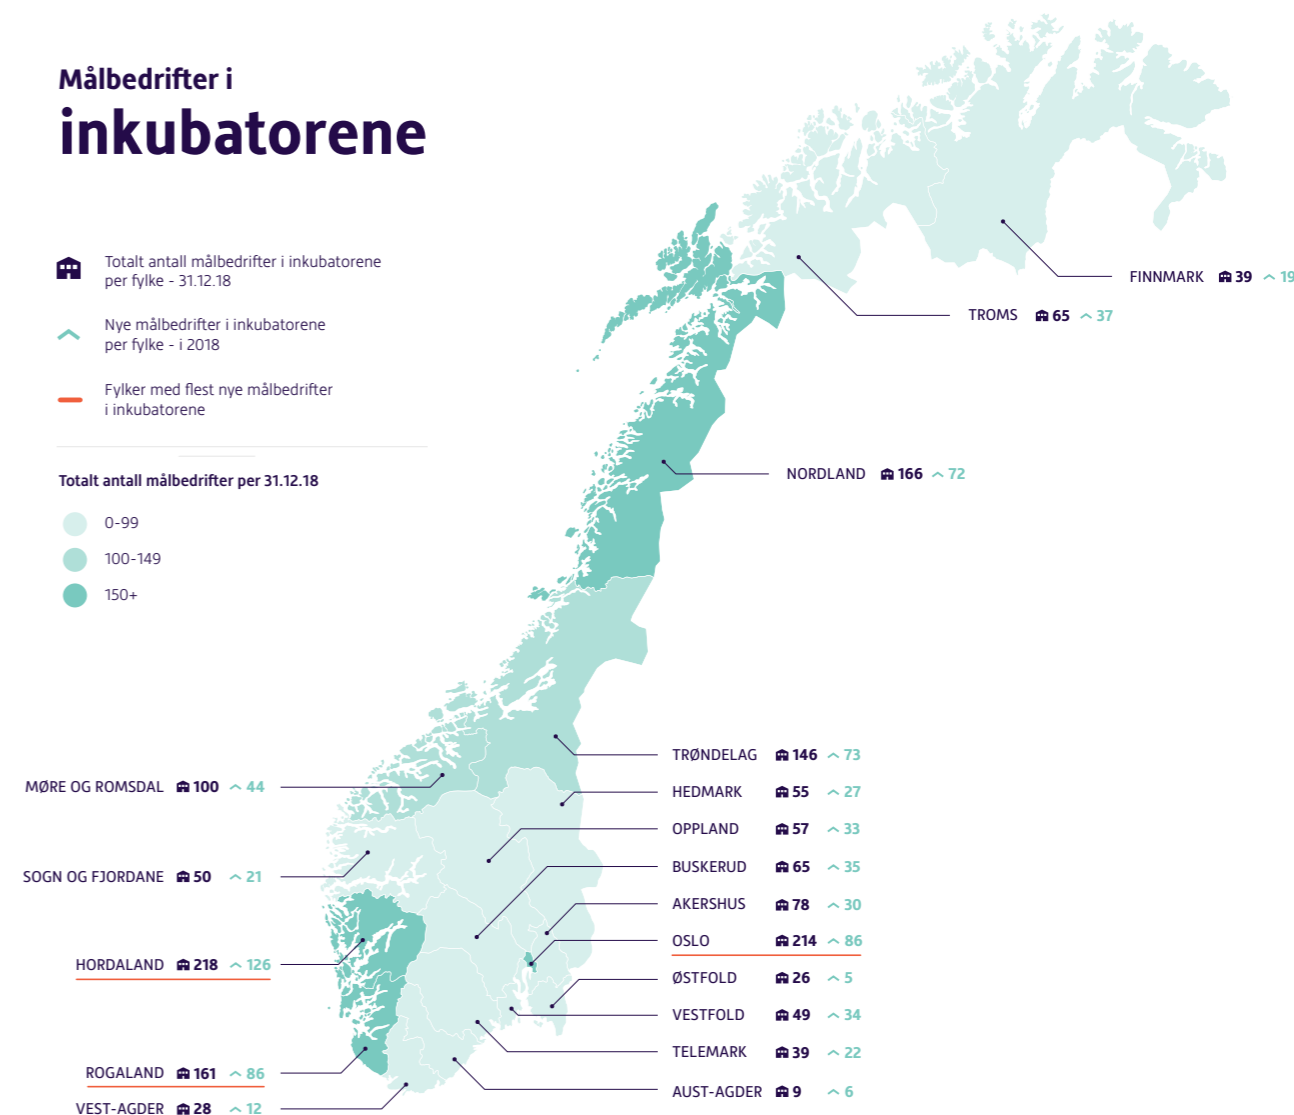 Målbedrifter i
inkubatorene
Totalt antall målbedrifter i inkubatorene
per fylke - 31.12.18
Nye målbedrifter i inkubatorene
per fylke - i 2018
Fylker med flest nye målbedrifter
i inkubatorene
Totalt antall målbedrifter per 31.12.18
0-99
100-149
150+
FINNMARK 39 19
TROMS 65 37
NORDLAND 166 72
TRØNDELAG 146 73
HEDMARK 55 27
OPPLAND 57 33
BUSKERUD 65 35
AKERSHUS 78 30
OSLO 214 86
ØSTFOLD 26 5
VESTFOLD 49 34
TELEMARK 39 22
AUST-AGDER 9 6
MØRE OG ROMSDAL 100 44
SOGN OG FJORDANE 50 21
HORDALAND 218 126
ROGALAND 161 86
VEST-AGDER 28 12